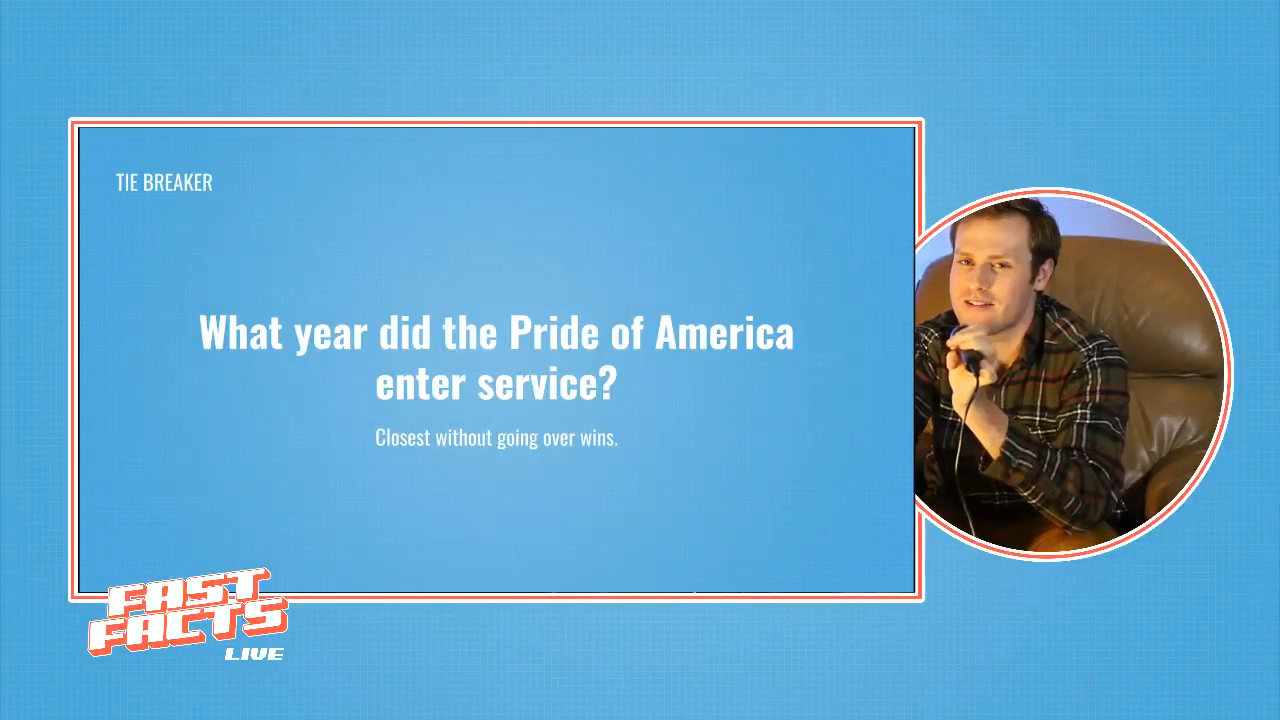 TIE BREAKER
What year did the Pride of America
enter service?
Closest without going over wins.
FAST
FACTS
LIVE